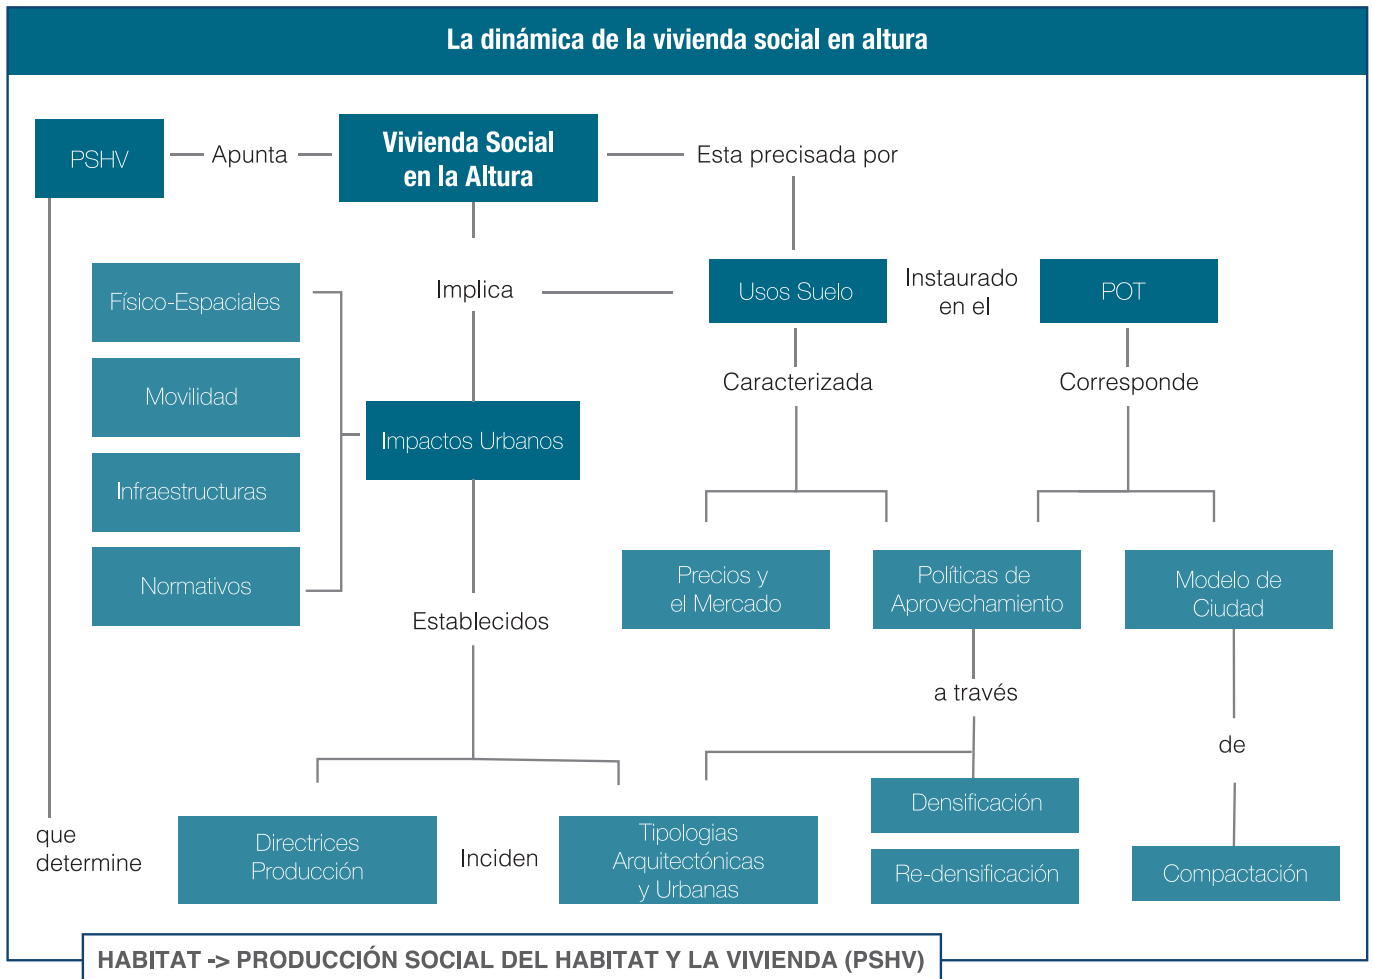 La dinámica de la vivienda social en altura
PSHV
Apunta
Vivienda Social
en la Altura
Esta precisada por
Físico-Espaciales
Implica
Usos Suelo
Instaurado
en el
POT
Movilidad
Caracterizada
Corresponde
Impactos Urbanos
Infraestructuras
Normativos
Precios y
el Mercado
Políticas de
Aprovechamiento
Modelo de
Ciudad
Establecidos
a través
de
que
determine
Directrices
Producción
Inciden
Tipologias
Arquitectónicas
y Urbanas
Densificación
Re-densificación
Compactación
HABITAT -> PRODUCCIÓN SOCIAL DEL HABITAT Y LA VIVIENDA (PSHV)